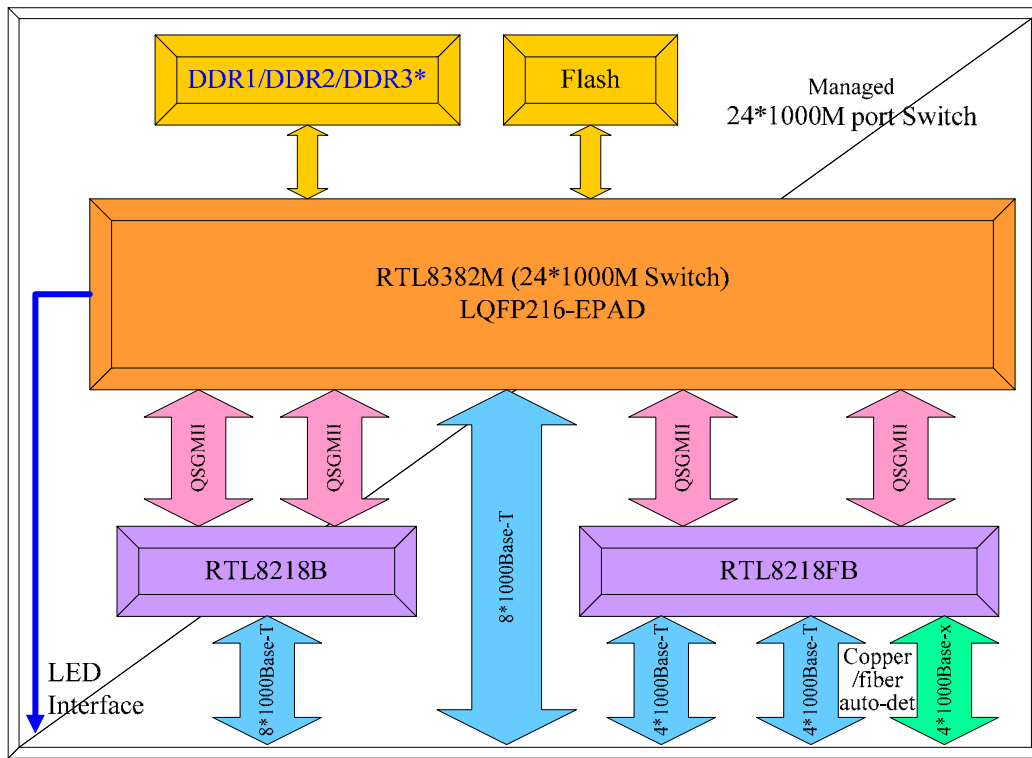 DDR1/DDR2/DDR3*
Flash
Managed
24*1000M port Switch
RTL8382M (24*1000M Switch)
LQFP216-EPAD
QSGMII
QSGMII
QSGMII
QSGMII
8*1000Base-T
RTL8218B
RTL8218FB
8*1000Base-T
4*1000Base-T
4*1000Base-T
Copper
/fiber
auto-det
4*1000Base-x
LED
Interface